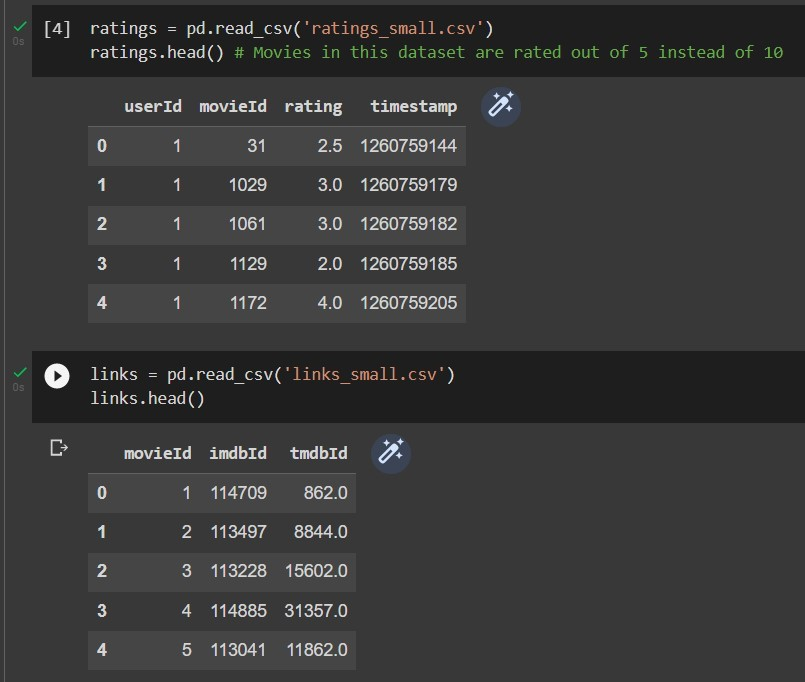 [4] ratings = pd.read_csv('ratings_small.csv')
0s ratings.head() # Movies in this dataset are rated out of 5 instead of 10
userId movieId rating timestamp
0 1 31 2.5 1260759144
1 1 1029 3.0 1260759179
2 1 1061 3.0 1260759182
3 1 1129 2.0 1260759185
4 1 1172 4.0 1260759205
links = pd.read_csv('links_small.csv')
0s links.head()
movieId imdbId tmdbId
0 1 114709 862.0
1 2 113497 8844.0
2 3 113228 15602.0
3 4 114885 31357.0
4 5 113041 11862.0